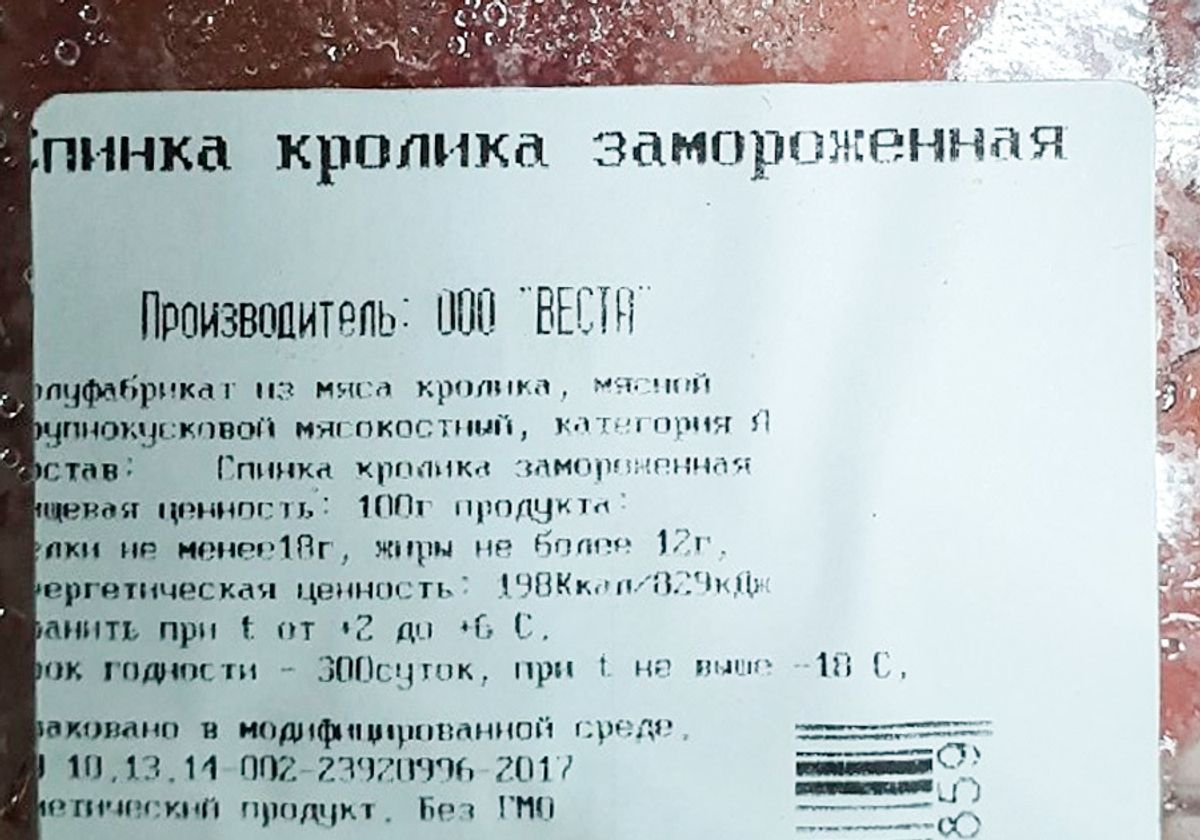 Спинка кролика замороженная
Производитель: ООО "ВЕСТА"
олуфабрикат из мяса кролика, мясной
рупнокусковой мясокостный, категория А
остав: Спинка кролика замороженная
ищевая ценность: 100г продукта:
елки не менее18г, жиры не более 12г,
нергетическая ценность: 198Ккал/829кДж
ранить при t от +2 до +6 С.
рок годности - 300суток, при t не выше -18 С.
паковано в модифицированной среде.
У 10.13.14-002-23920996-2017
иетический продукт. Без ГМО
859